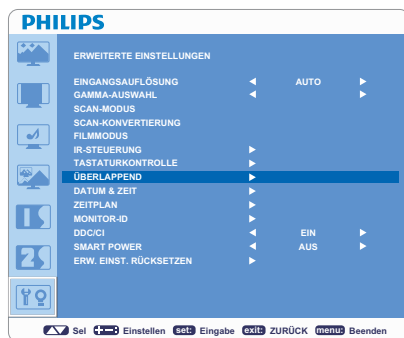 PHILIPS
ERWEITERTE EINSTELLUNGEN
EINGANGSAUFLÖSUNG AUTO
GAMMA-AUSWAHL
SCAN-MODUS
SCAN-KONVERTIERUNG
FILMMODUS
IR-STEUERUNG
TASTATURKONTROLLE
ÜBERLAPPEND
DATUM & ZEIT
ZEITPLAN
MONITOR-ID
DDC/CI EIN
SMART POWER AUS
ERW. EINST. RÜCKSETZEN
Sel Einstellen set: Eingabe exit: ZURÜCK menu: Beenden